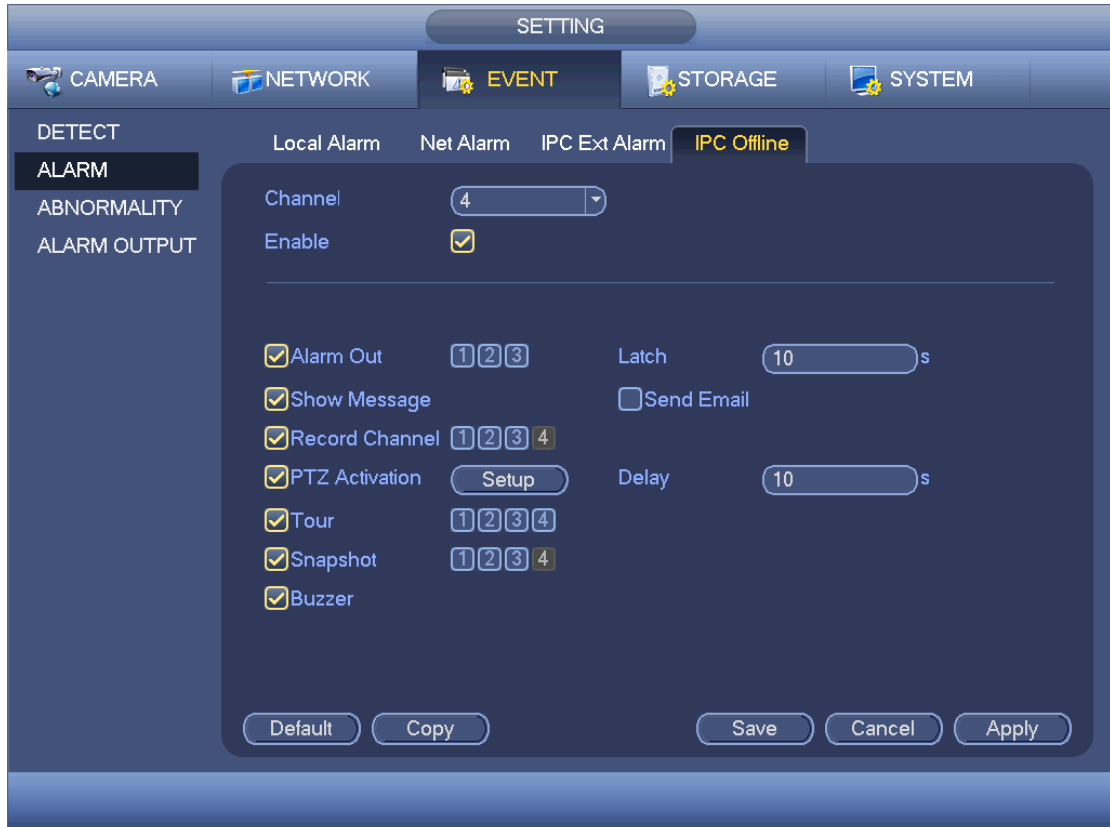 SETTING
CAMERA NETWORK EVENT STORAGE SYSTEM
DETECT
ALARM
ABNORMALITY
ALARM OUTPUT
Local Alarm Net Alarm IPC Ext Alarm IPC Offline
Channel 4
Enable
Alarm Out 1 2 3 Latch 10 s
Show Message Send Email
Record Channel 1 2 3 4
PTZ Activation Setup Delay 10 s
Tour 1 2 3 4
Snapshot 1 2 3 4
Buzzer
Default Copy Save Cancel Apply